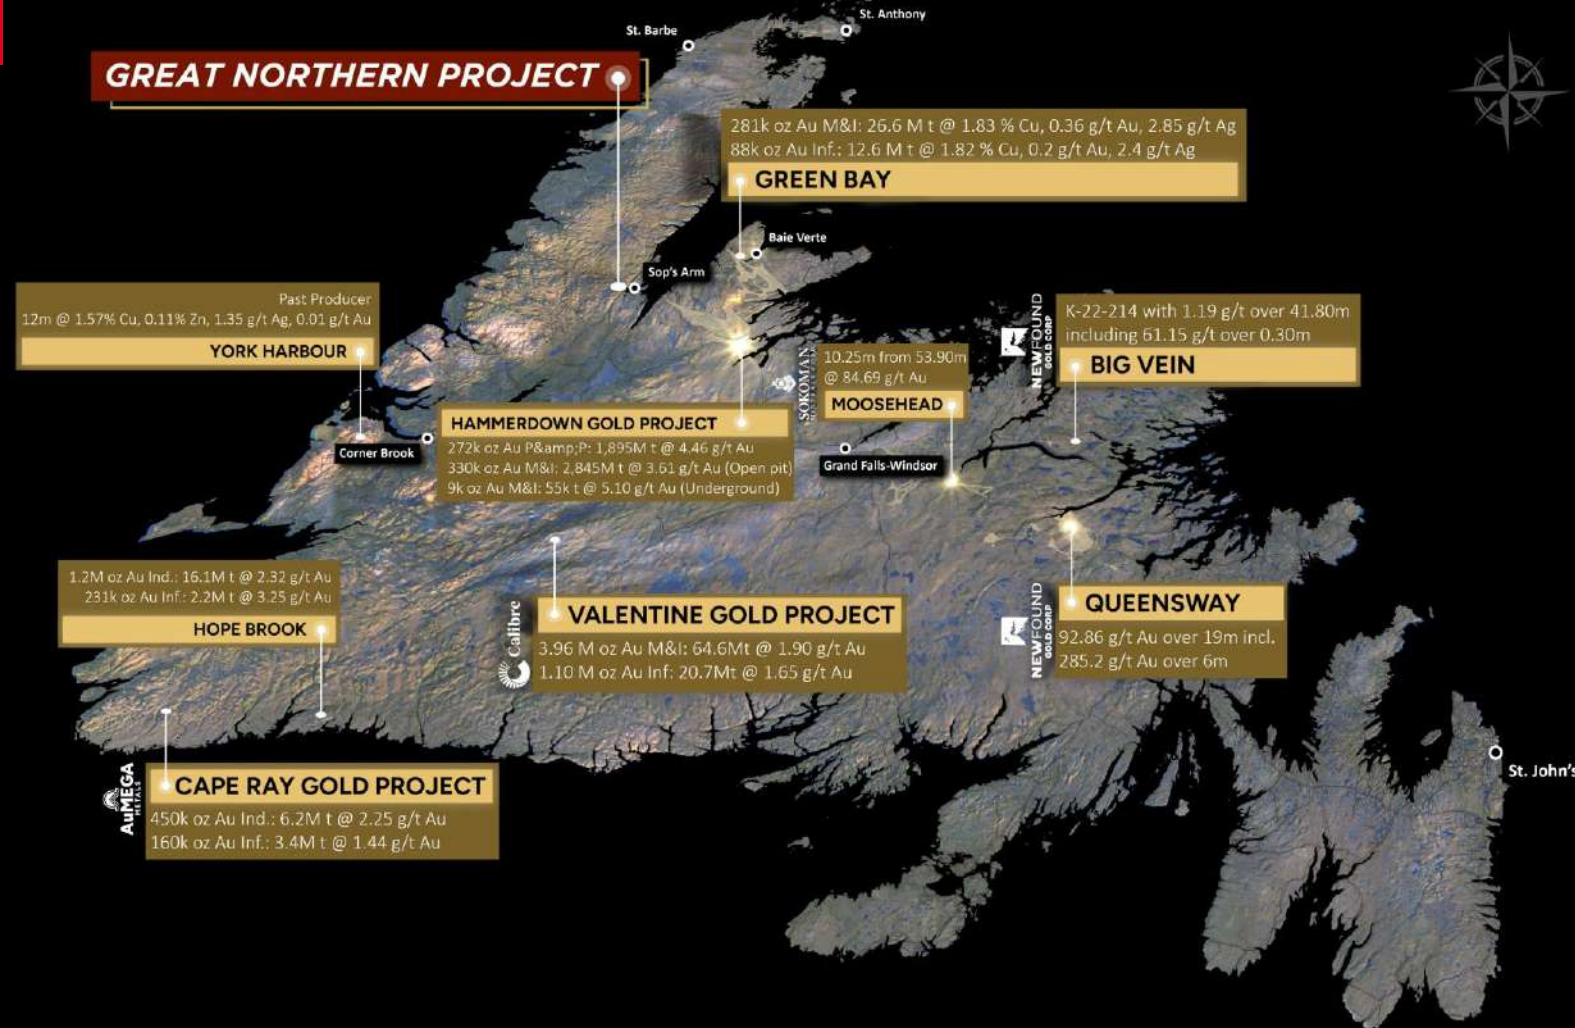 St. Anthony
St. Barbe
GREAT NORTHERN PROJECT
281k oz Au M&I: 26.6 M t @ 1.83 % Cu, 0.36 g/t Au, 2.85 g/t Ag
88k oz Au Inf.: 12.6 M t @ 1.82 % Cu, 0.2 g/t Au, 2.4 g/t Ag
GREEN BAY
Baie Verte
Sop's Arm
Past Producer
12m @ 1.57% Cu, 0.11% Zn, 1.35 g/t Ag, 0.01 g/t Au
YORK HARBOUR
NEWFOUND
GOLD CORP
K-22-214 with 1.19 g/t over 41.80m
including 61.15 g/t over 0.30m
BIG VEIN
SOKOMAN
10.25m from 53.90m
@ 84.69 g/t Au
MOOSEHEAD
HAMMERDOWN GOLD PROJECT
272k oz Au P&amp;P: 1,895M t @ 4.46 g/t Au
330k oz Au M&I: 2,845M t @ 3.61 g/t Au (Open pit)
9k oz Au M&I: 55k t @ 5.10 g/t Au (Underground)
Corner Brook
Grand Falls-Windsor
1.2M oz Au Ind.: 16.1M t @ 2.32 g/t Au
231k oz Au Inf.: 2.2M t @ 3.25 g/t Au
HOPE BROOK
Calibre
VALENTINE GOLD PROJECT
3.96 M oz Au M&I: 64.6Mt @ 1.90 g/t Au
1.10 M oz Au Inf: 20.7Mt @ 1.65 g/t Au
NEWFOUND
GOLD CORP
QUEENSWAY
92.86 g/t Au over 19m incl.
285.2 g/t Au over 6m
St. John's
AuMEGA
METALS
CAPE RAY GOLD PROJECT
450k oz Au Ind.: 6.2M t @ 2.25 g/t Au
160k oz Au Inf.: 3.4M t @ 1.44 g/t Au